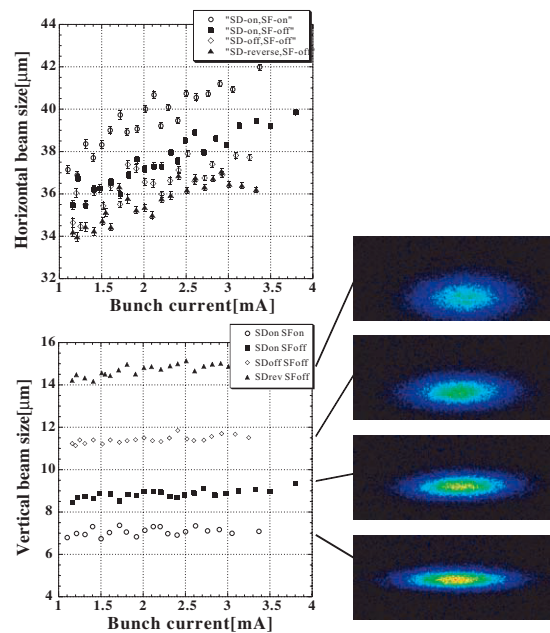 "SD-on,SF-on"
"SD-on,SF-off"
"SD-off,SF-off"
"SD-reverse,SF-off
Horizontal beam size[μm]
44
42
40
38
36
34
32
1 1.5 2 2.5 3 3.5 4
Bunch current[mA]
SDon SFon
SDon SFoff
SDoff SFoff
SDrev SFoff
Vertical beam size[μm]
16
14
12
10
8
6
4
1 1.5 2 2.5 3 3.5 4
Bunch current[mA]